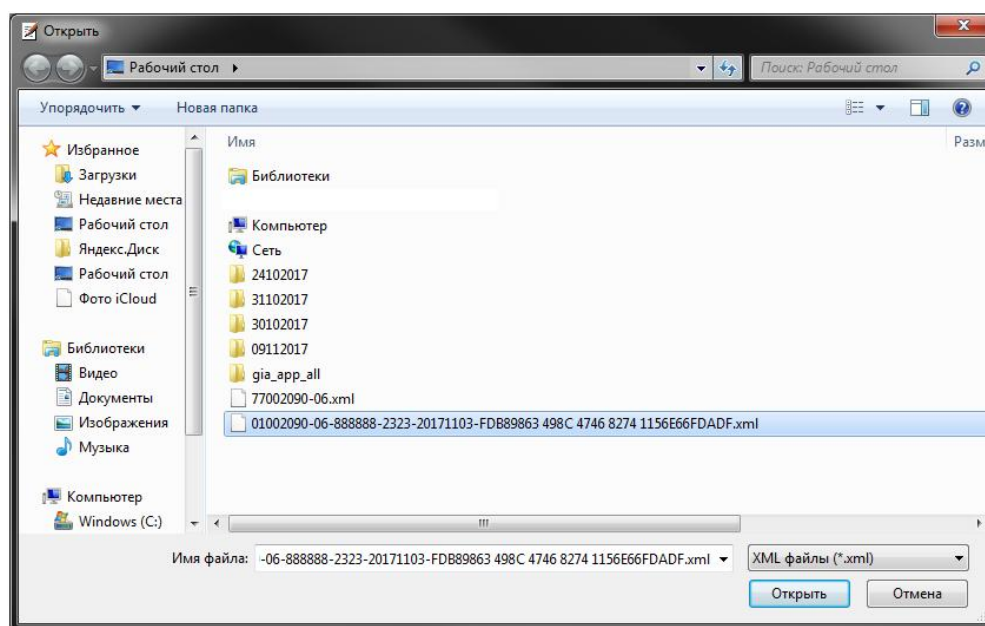 Открыть
Рабочий стол
Поиск: Рабочий стол
Упорядочить Новая папка
Избранное
Загрузки
Недавние места
Рабочий стол
Яндекс.Диск
Рабочий стол
Фото iCloud
Библиотеки
Видео
Документы
Изображения
Музыка
Компьютер
Windows (C:)
Имя Разм
Библиотеки
Компьютер
Сеть
24102017
31102017
30102017
09112017
gia_app_all
77002090-06.xml
01002090-06-888888-2323-20171103-FDB89863 498C 4746 8274 1156E66FDADF.xml
Имя файла: -06-888888-2323-20171103-FDB89863 498C 4746 8274 1156E66FDADF.xml XML файлы (*.xml)
Открыть Отмена